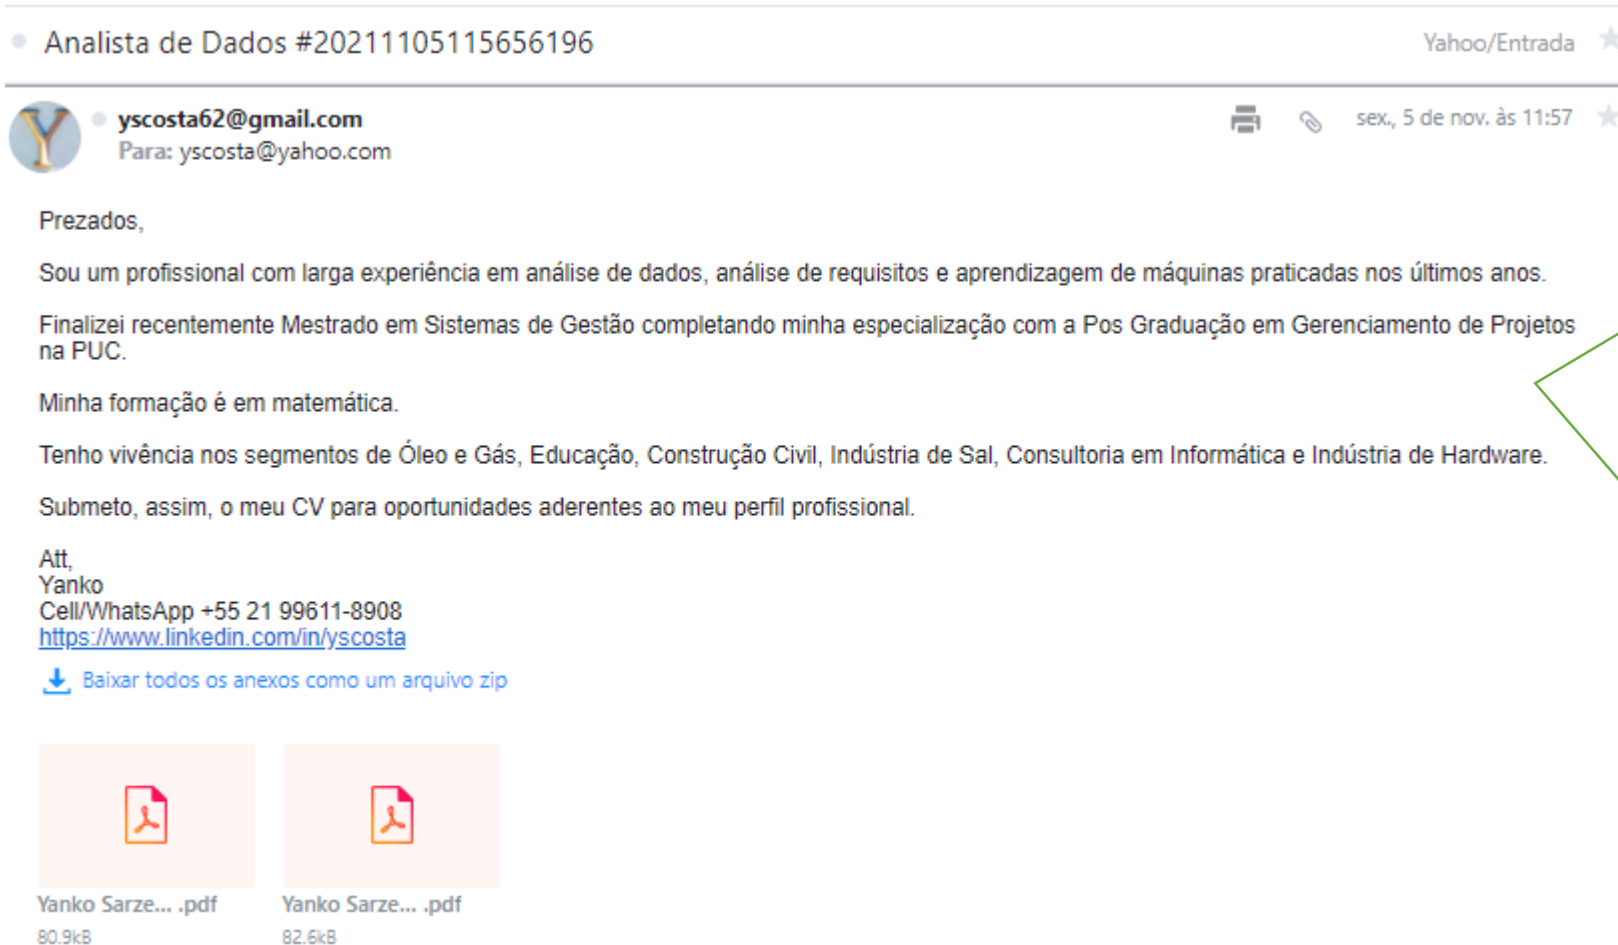 Analista de Dados #20211105115656196
Yahoo/Entrada
Y
yscosta62@gmail.com
sex., 5 de nov. às 11:57
Para: yscosta@yahoo.com
Prezados,
Sou um profissional com larga experiência em análise de dados, análise de requisitos e aprendizagem de máquinas praticadas nos últimos anos.
Finalizei recentemente Mestrado em Sistemas de Gestão completando minha especialização com a Pos Graduação em Gerenciamento de Projetos
na PUC.
Minha formação é em matemática.
Tenho vivência nos segmentos de Óleo e Gás, Educação, Construção Civil, Indústria de Sal, Consultoria em Informática e Indústria de Hardware.
Submeto, assim, o meu CV para oportunidades aderentes ao meu perfil profissional.
Att,
Yanko
Cell/WhatsApp +55 21 99611-8908
https://www.linkedin.com/in/yscosta
Baixar todos os anexos como um arquivo zip
Yanko Sarze... .pdf
Yanko Sarze... .pdf
80.9kB
82.6kB